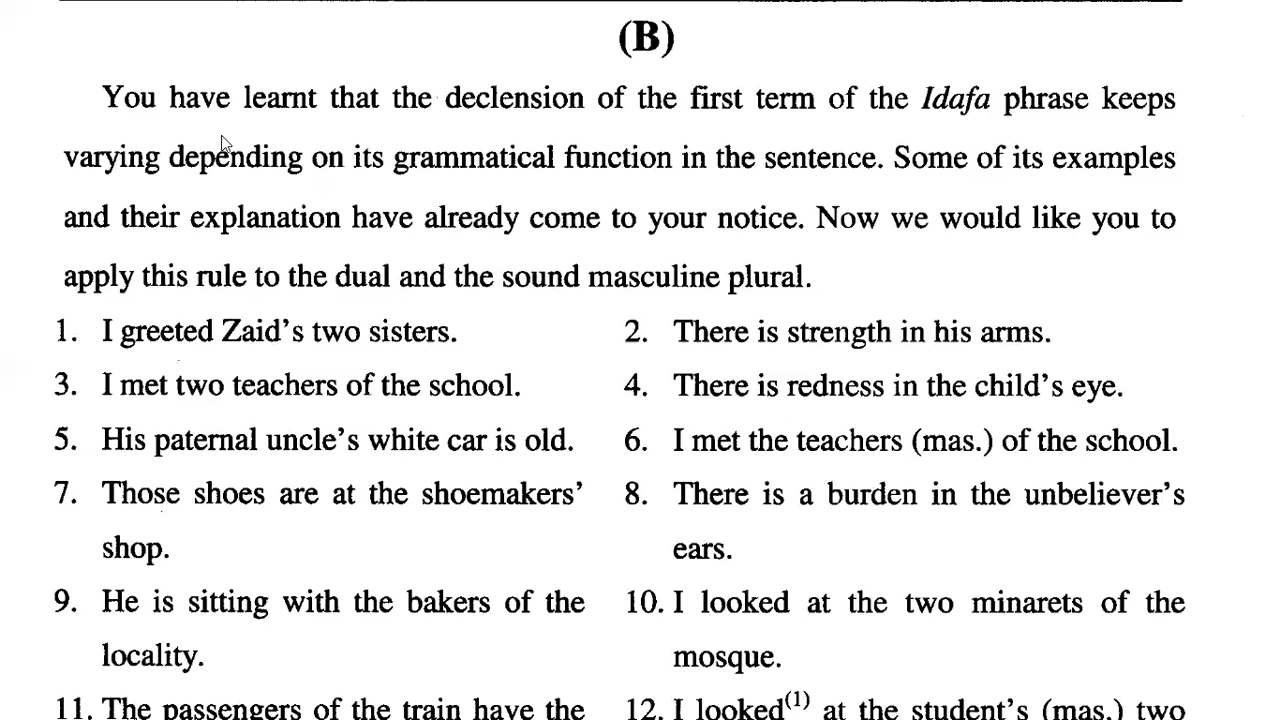 (B)
You have learnt that the declension of the first term of the Idafa phrase keeps
varying depending on its grammatical function in the sentence. Some of its examples
and their explanation have already come to your notice. Now we would like you to
apply this rule to the dual and the sound masculine plural.
1. I greeted Zaid's two sisters.
2. There is strength in his arms.
3. I met two teachers of the school.
4. There is redness in the child's eye.
5. His paternal uncle's white car is old.
6. I met the teachers (mas.) of the school.
7. Those shoes are at the shoemakers'
shop.
8. There is a burden in the unbeliever's
ears.
9. He is sitting with the bakers of the
locality.
10. I looked at the two minarets of the
mosque.
11. The passengers of the train have the
12. I looked(1) at the student's (mas.) two